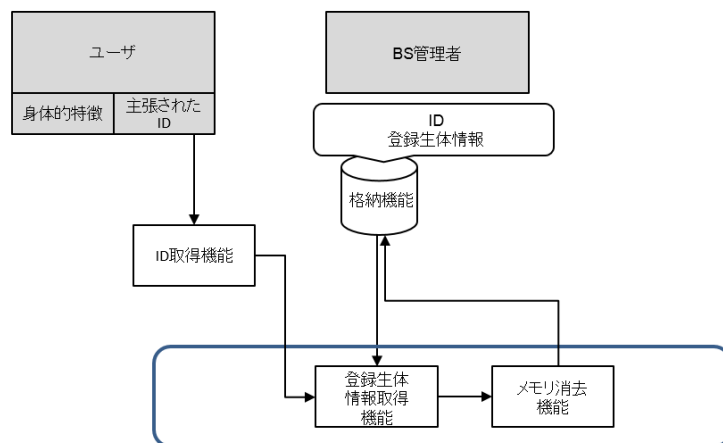 ユーザ
BS管理者
身体的特徴
主張された
ID
ID
登録生体情報
格納機能
ID取得機能
登録生体
情報取得
機能
メモリ消去
機能